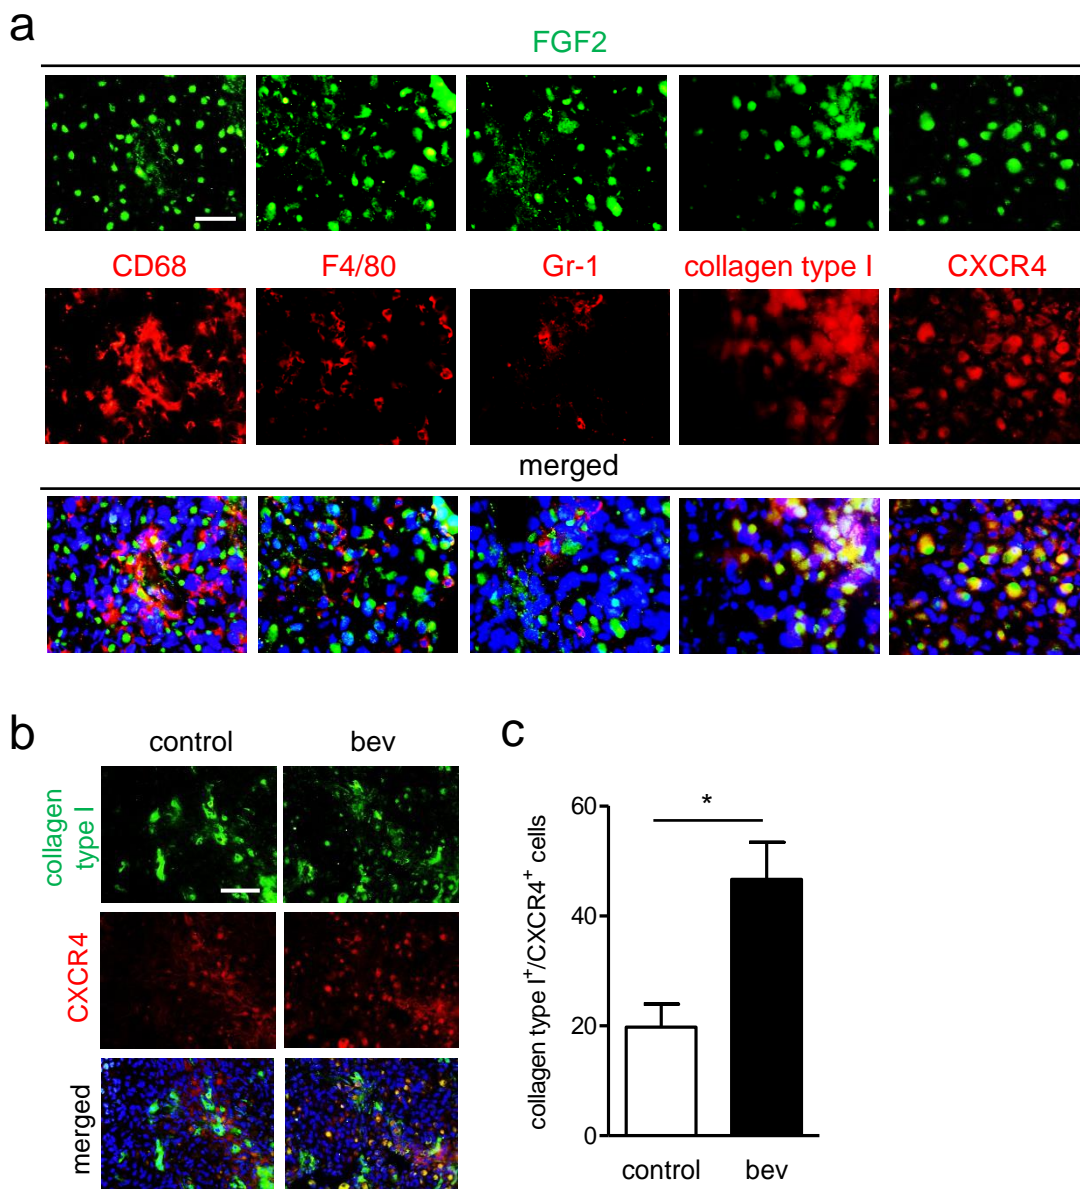 a
FGF2
CD68 F4/80 Gr-1 collagen type I CXCR4
merged
b
control bev
collagen
type I
CXCR4
merged
c
collagen type I⁺/CXCR4⁺ cells
60
40
20
0
*
control bev